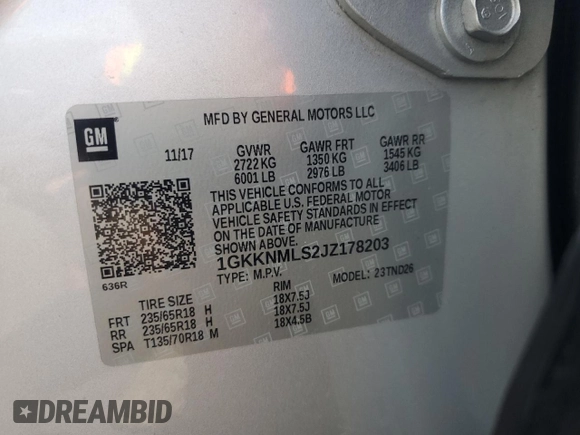 MFD BY GENERAL MOTORS LLC
GM
11/17 GVWR GAWR FRT GAWR RR
2722 KG 1350 KG 1545 KG
6001 LB 2976 LB 3406 LB
THIS VEHICLE CONFORMS TO ALL
APPLICABLE U.S. FEDERAL MOTOR
VEHICLE SAFETY STANDARDS IN EFFECT
ON THE DATE OF MANUFACTURE
1GKKNMLS2JZ178203
TYPE: M.P.V. MODEL: 23TND26
636R
TIRE SIZE RIM
FRT 235/65R18 H 18X7.5J
RR 235/65R18 H 18X7.5J
SPA T135/70R18 M 18X4.5B
DREAMBID